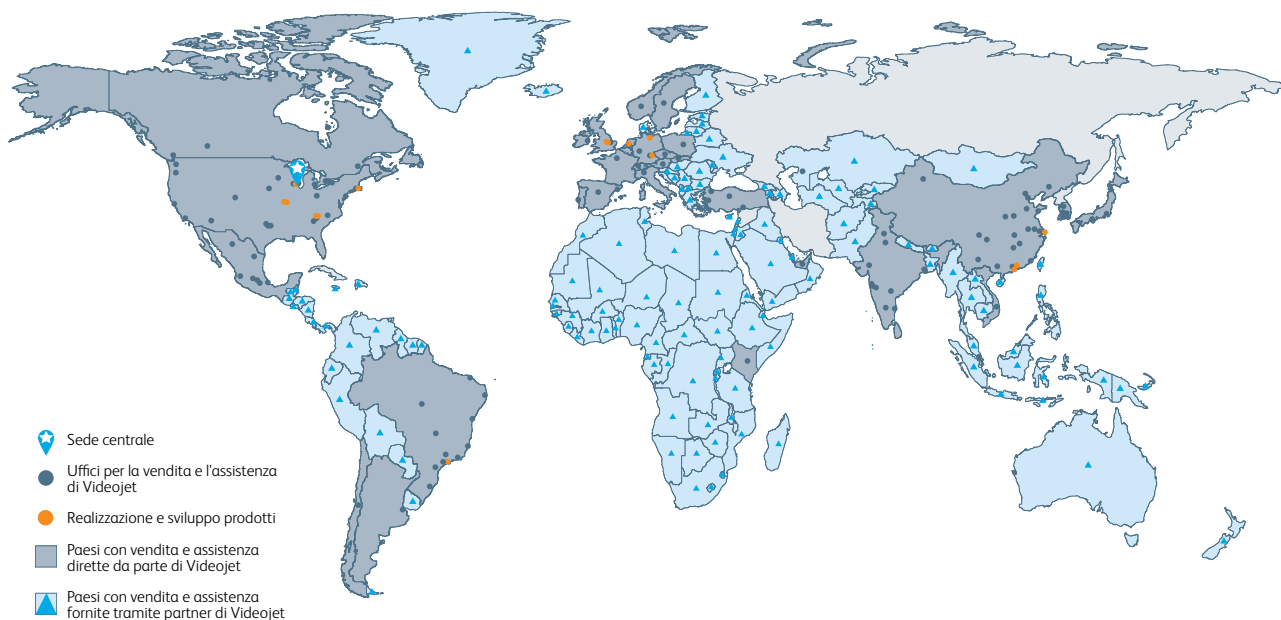 Sede centrale
Uffici per la vendita e l'assistenza
di Videojet
Realizzazione e sviluppo prodotti
Paesi con vendita e assistenza
dirette da parte di Videojet
Paesi con vendita e assistenza
fornite tramite partner di Videojet